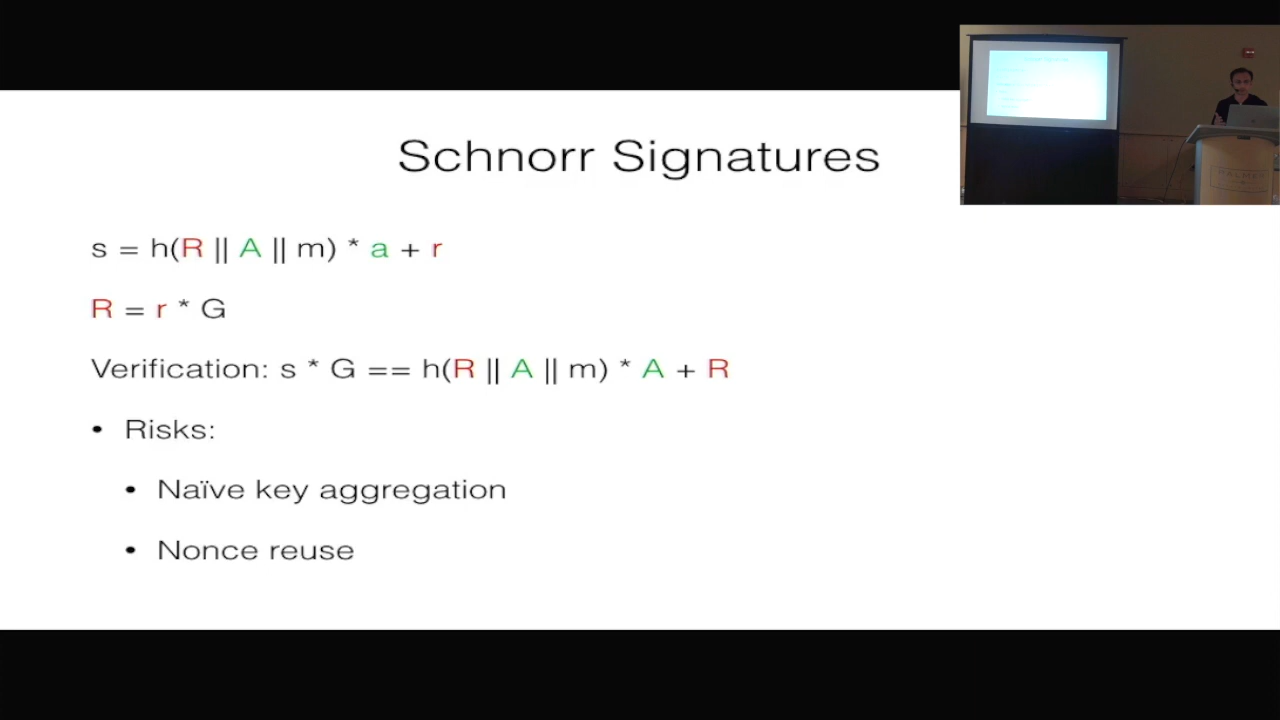 Schnorr Signatures
s = h(R || A || m) * a + r
R = r * G
Verification: s * G == h(R || A || m) * A + R
• Risks:
• Naïve key aggregation
• Nonce reuse